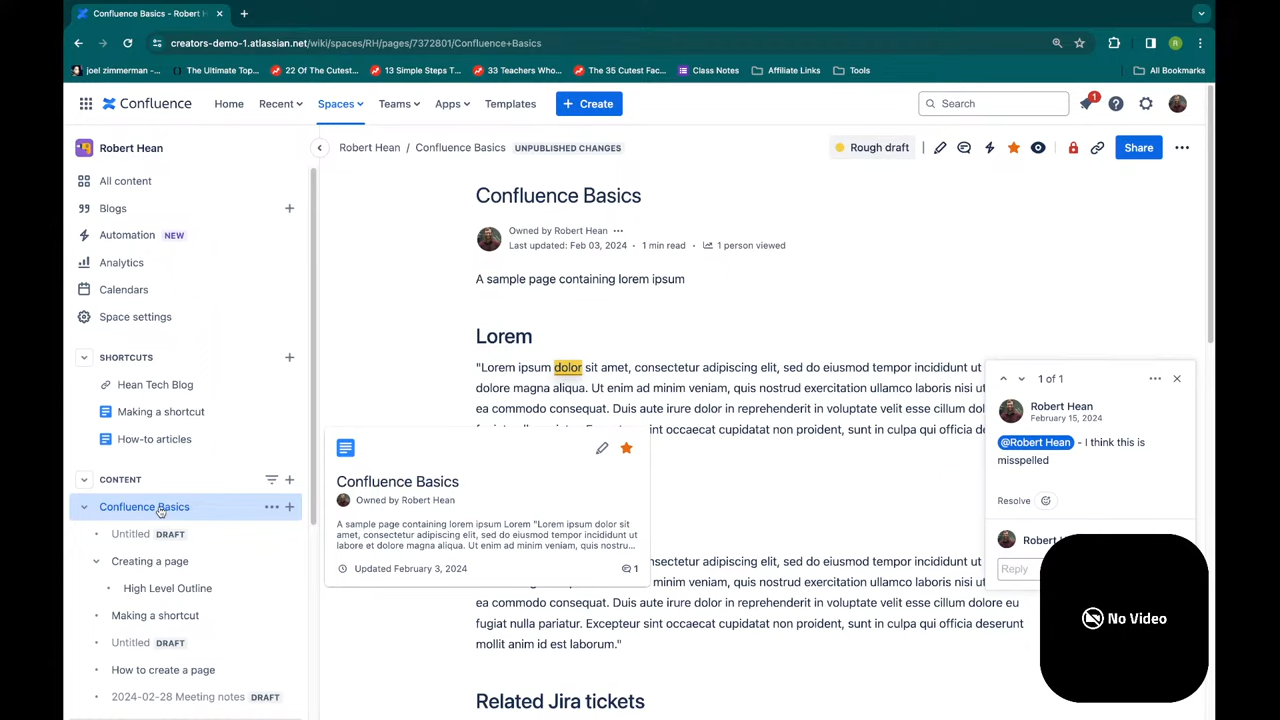 Confluence Basics - Robert H
creators-demo-1.atlassian.net/wiki/spaces/RH/pages/7372801/Confluence+Basics
joel zimmerman -...
The Ultimate Top...
22 Of The Cutest...
13 Simple Steps T...
33 Teachers Who...
The 35 Cutest Fac...
Class Notes
Affiliate Links
Tools
All Bookmarks
Confluence
Home
Recent
Spaces
Teams
Apps
Templates
+ Create
Search
1
Robert Hean
All content
Blogs
Automation NEW
Analytics
Calendars
Space settings
SHORTCUTS
Hean Tech Blog
Making a shortcut
How-to articles
CONTENT
Confluence Basics
Untitled DRAFT
Creating a page
High Level Outline
Making a shortcut
Untitled DRAFT
How to create a page
2024-02-28 Meeting notes DRAFT
Robert Hean / Confluence Basics UNPUBLISHED CHANGES
Rough draft
Share
Confluence Basics
Owned by Robert Hean
Last updated: Feb 03, 2024 • 1 min read • 1 person viewed
A sample page containing lorem ipsum
Lorem
"Lorem ipsum dolor sit amet, consectetur adipiscing elit, sed do eiusmod tempor incididunt ut
dolore magna aliqua. Ut enim ad minim veniam, quis nostrud exercitation ullamco laboris nisi ut
ea commodo consequat. Duis aute irure dolor in reprehenderit in voluptate velit esse cillum do
sint occaecat cupidatat non proident, sunt in culpa qui officia de
Confluence Basics
Owned by Robert Hean
A sample page containing lorem ipsum Lorem "Lorem ipsum dolor sit
amet, consectetur adipiscing elit, sed do eiusmod tempor incididunt ut
labore et dolore magna aliqua. Ut enim ad minim veniam, quis nostru...
Updated February 3, 2024
1
consectetur adipiscing elit, sed do eiusmod tempor incididunt ut
enim ad minim veniam, quis nostrud exercitation ullamco laboris nisi ut
ea commodo consequat. Duis aute irure dolor in reprehenderit in voluptate velit esse cillum dolore eu
fugiat nulla pariatur. Excepteur sint occaecat cupidatat non proident, sunt in culpa qui officia deserunt
mollit anim id est laborum."
Related Jira tickets
1 of 1
Robert Hean
February 15, 2024
@Robert Hean - I think this is
misspelled
Resolve
Robert
Reply
No Video